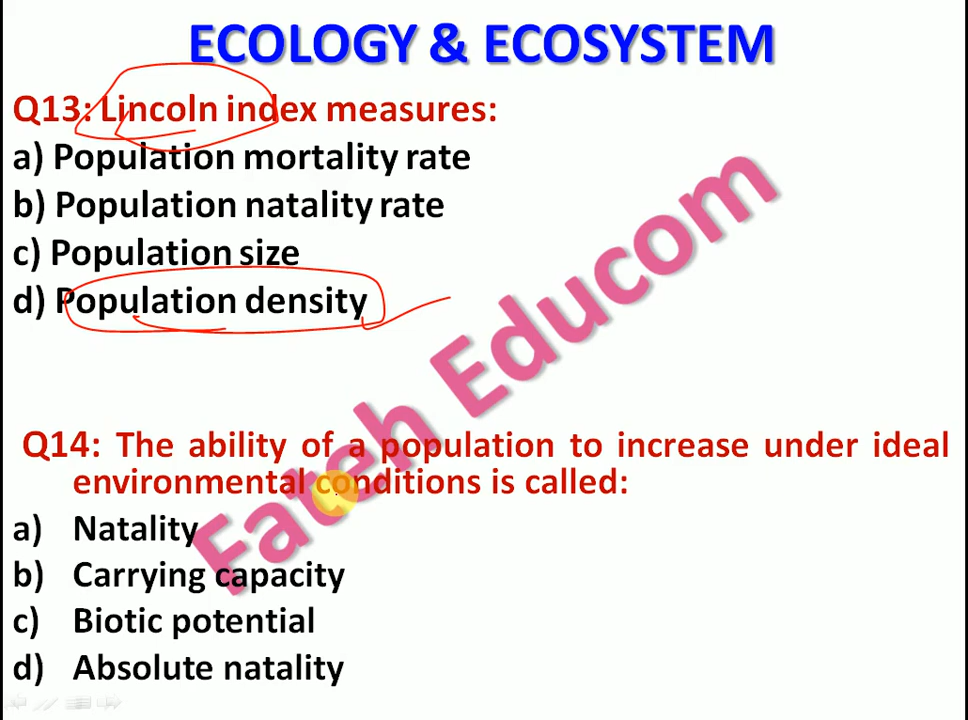 ECOLOGY & ECOSYSTEM
Q13: Lincoln index measures:
a) Population mortality rate
b) Population natality rate
c) Population size
d) Population density
Fateh Educom
Q14: The ability of a population to increase under ideal
environmental conditions is called:
a) Natality
b) Carrying capacity
c) Biotic potential
d) Absolute natality